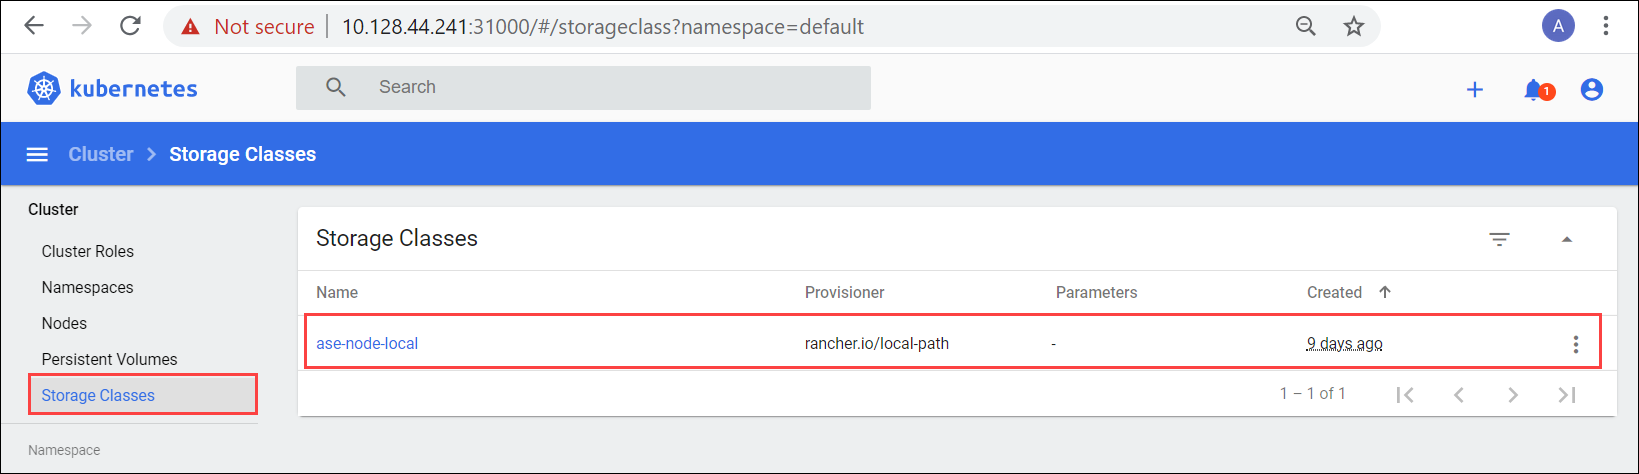 Not secure 10.128.44.241:31000/#/storageclass?namespace=default A
kubernetes Search 1
Cluster Storage Classes
Cluster
Cluster Roles
Namespaces
Nodes
Persistent Volumes
Storage Classes
Namespace
Storage Classes
Name Provisioner Parameters Created
ase-node-local rancher.io/local-path - 9 days ago
1 – 1 of 1